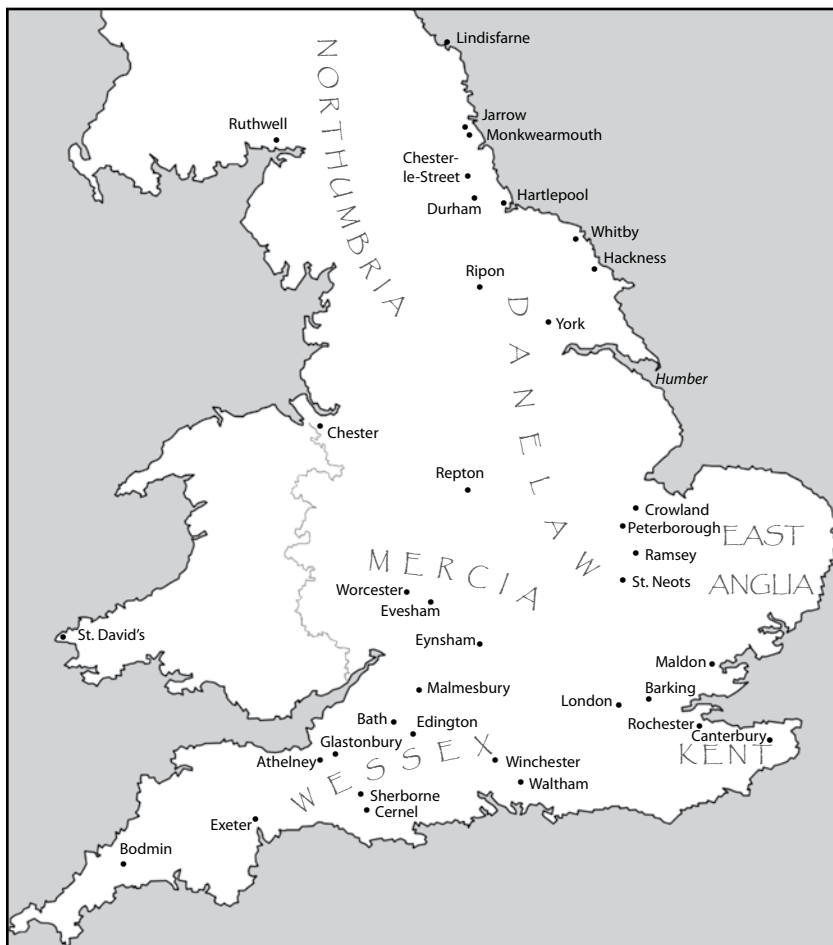 Lindisfarne
NORTHUMBRIA
Jarrow
Ruthwell
Monkwearmouth
Chester-
le-Street
Hartlepool
Durham
Whitby
Hackness
Ripon
DANELAW
York
Humber
Chester
Repton
Crowland
Peterborough
EAST
ANGLIA
Ramsey
MERCIA
St. Neots
Worcester
Evesham
St. David's
Eynsham
Maldon
Malmesbury
Barking
London
Bath
Edington
Rochester
Canterbury
Glastonbury
KENT
Athelney
WESSEX
Winchester
Waltham
Sherborne
Cernel
Exeter
Bodmin